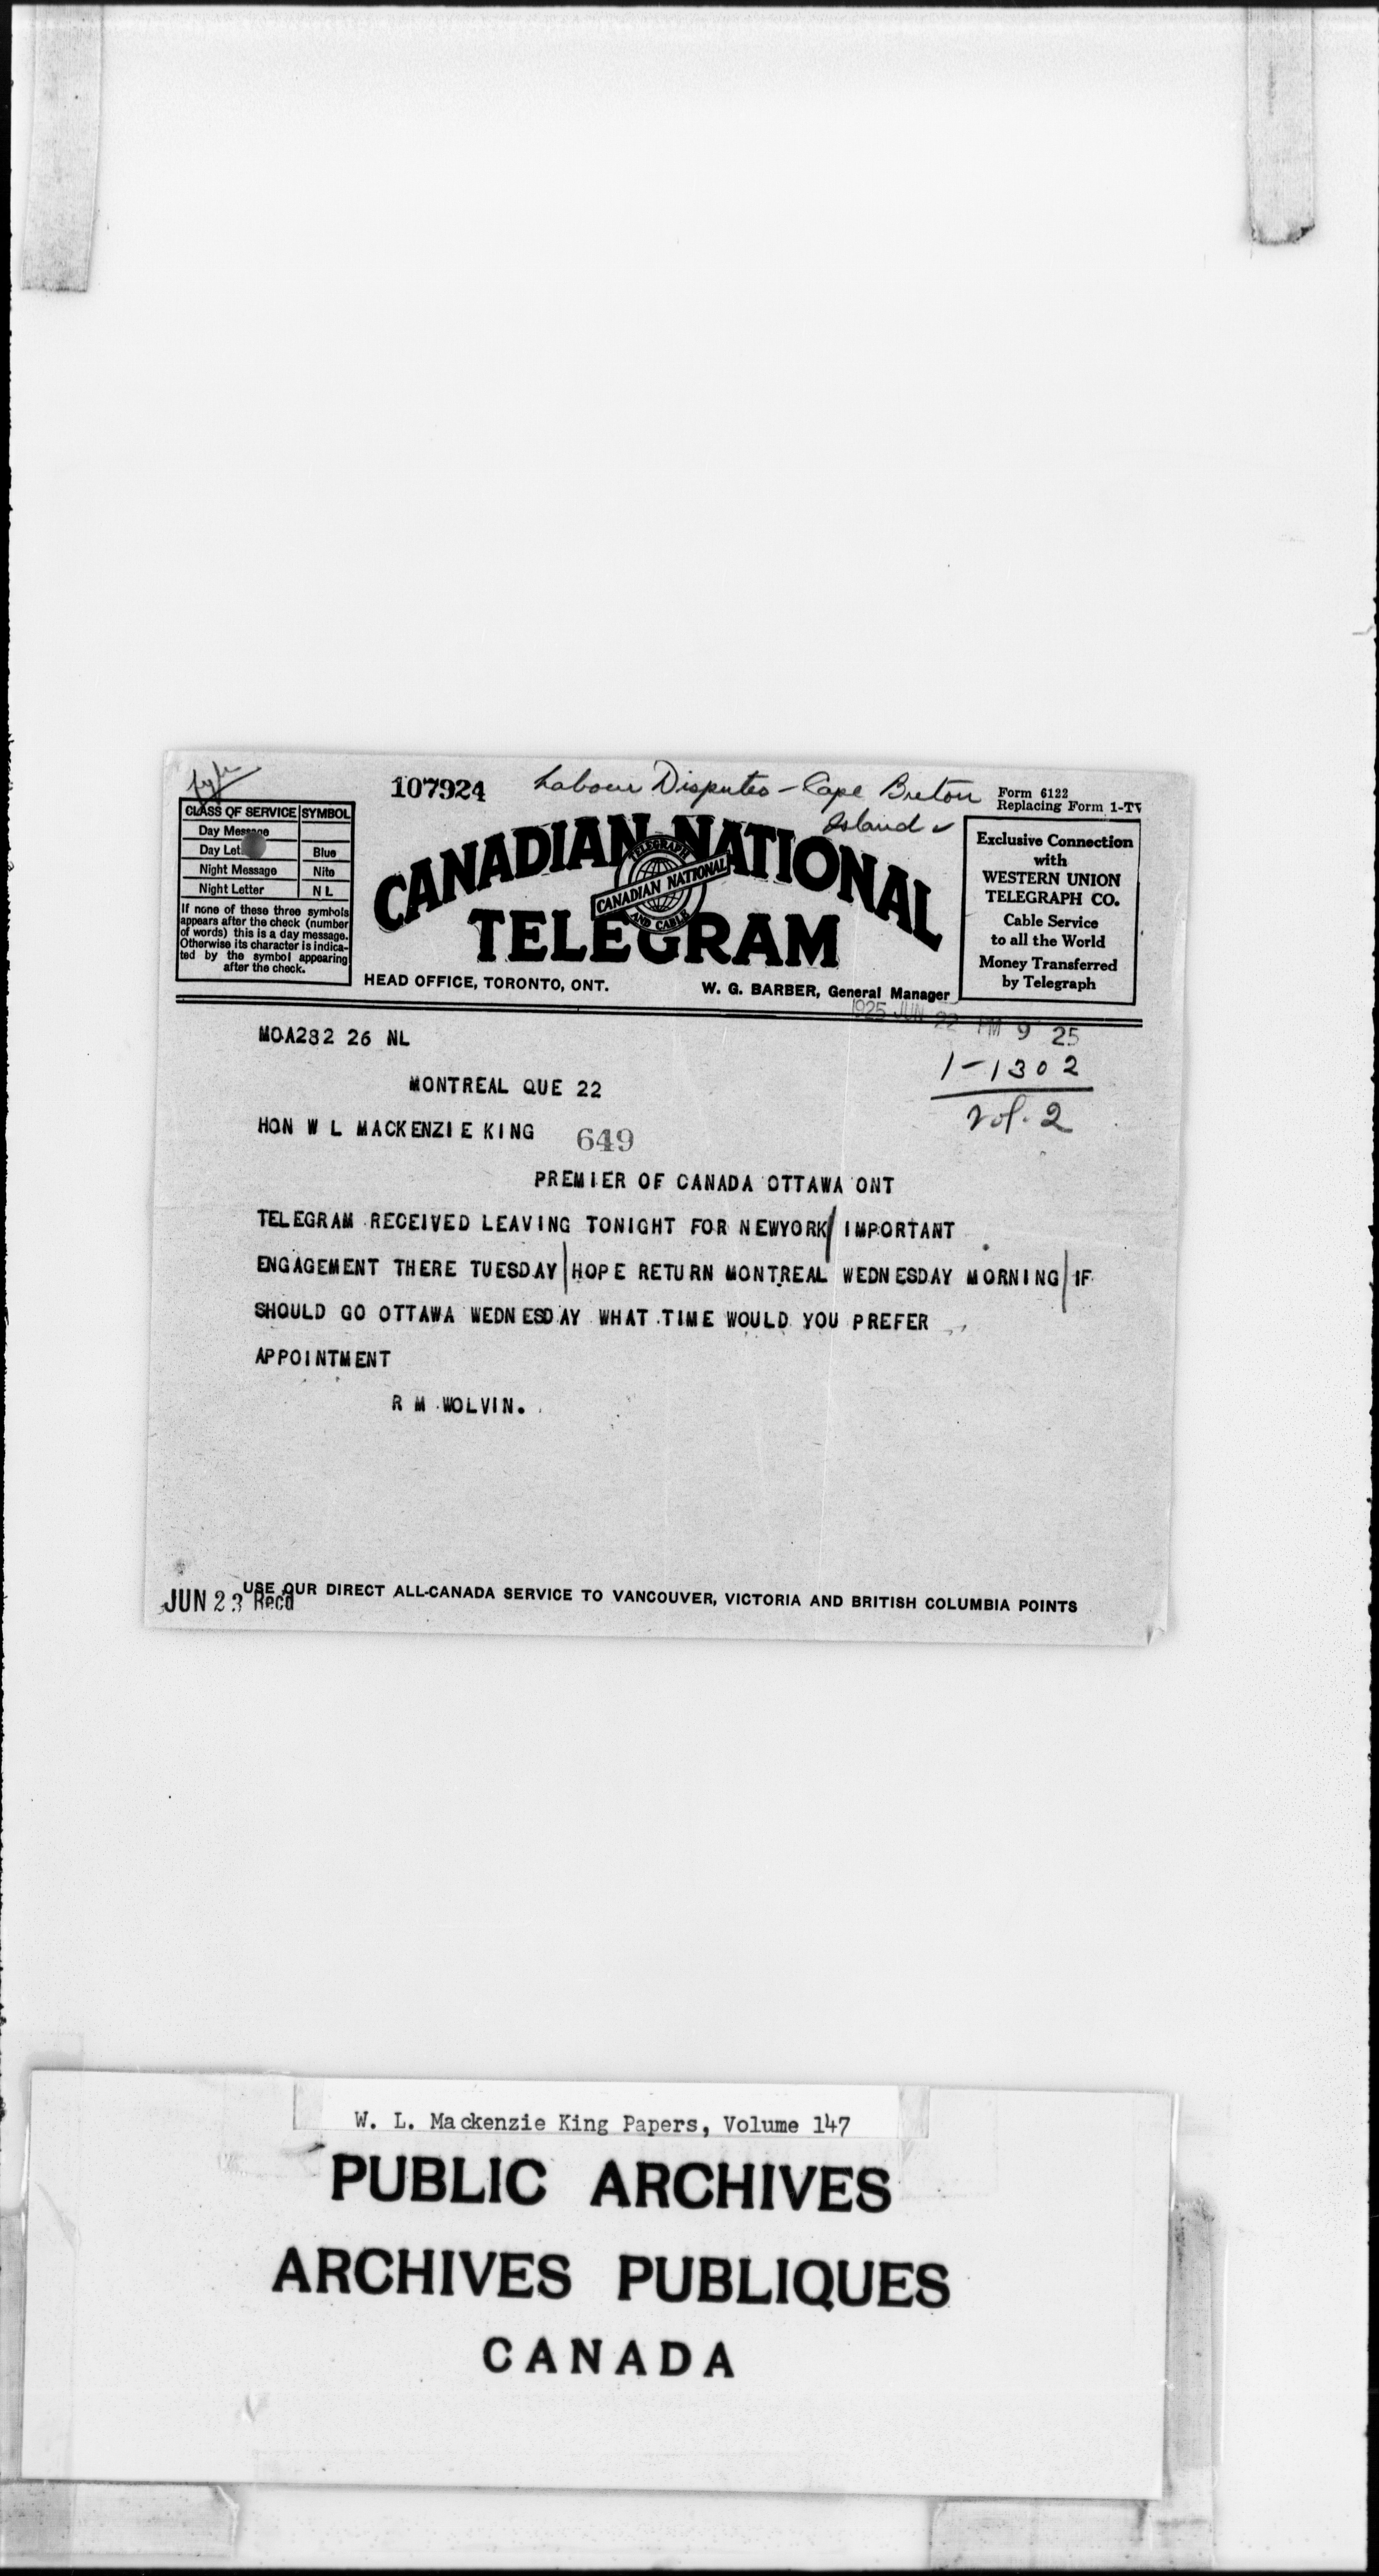 107924 Labour Disputes - Cape Breton
Island
Form 6122
Replacing Form 1-T
CLASS OF SERVICE SYMBOL
Day Message
Day Let Blue
Night Message Nite
Night Letter N L
If none of these three symbols
appears after the check (number
of words) this is a day message.
Otherwise its character is indica-
ted by the symbol appearing
after the check.
CANADIAN NATIONAL
TELEGRAM
TELEGRAPH
CANADIAN NATIONAL
AND CABLE
HEAD OFFICE, TORONTO, ONT.
W. G. BARBER, General Manager
Exclusive Connection
with
WESTERN UNION
TELEGRAPH CO.
Cable Service
to all the World
Money Transferred
by Telegraph
1925 JUN 22 PM 9 25
MOA282 26 NL
1-1302
Vol. 2
MONTREAL QUE 22
HON W L MACKENZIE KING 649
PREMIER OF CANADA OTTAWA ONT
TELEGRAM RECEIVED LEAVING TONIGHT FOR NEWYORK/ IMPORTANT
ENGAGEMENT THERE TUESDAY|HOPE RETURN MONTREAL WEDNESDAY MORNING|IF
SHOULD GO OTTAWA WEDNESDAY WHAT TIME WOULD YOU PREFER
APPOINTMENT
R M WOLVIN.
USE OUR DIRECT ALL-CANADA SERVICE TO VANCOUVER, VICTORIA AND BRITISH COLUMBIA POINTS
JUN 23 Recd
W. L. Mackenzie King Papers, Volume 147
PUBLIC ARCHIVES
ARCHIVES PUBLIQUES
CANADA